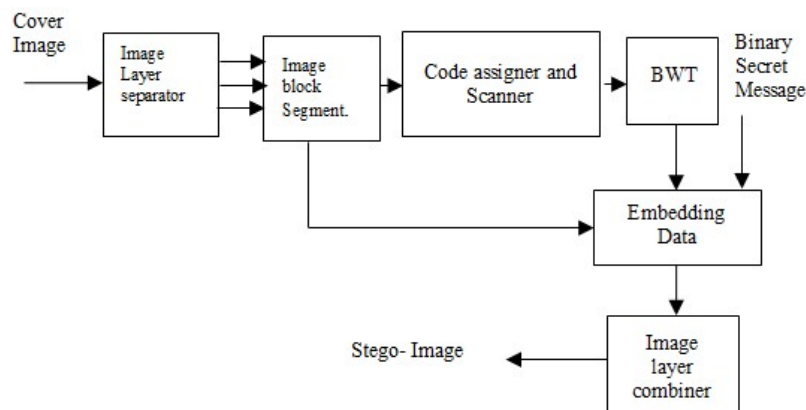 Cover
Image
Image
Layer
separator
Image
block
Segment.
Code assigner and
Scanner
BWT
Binary
Secret
Message
Embedding
Data
Stego- Image
Image
layer
combiner